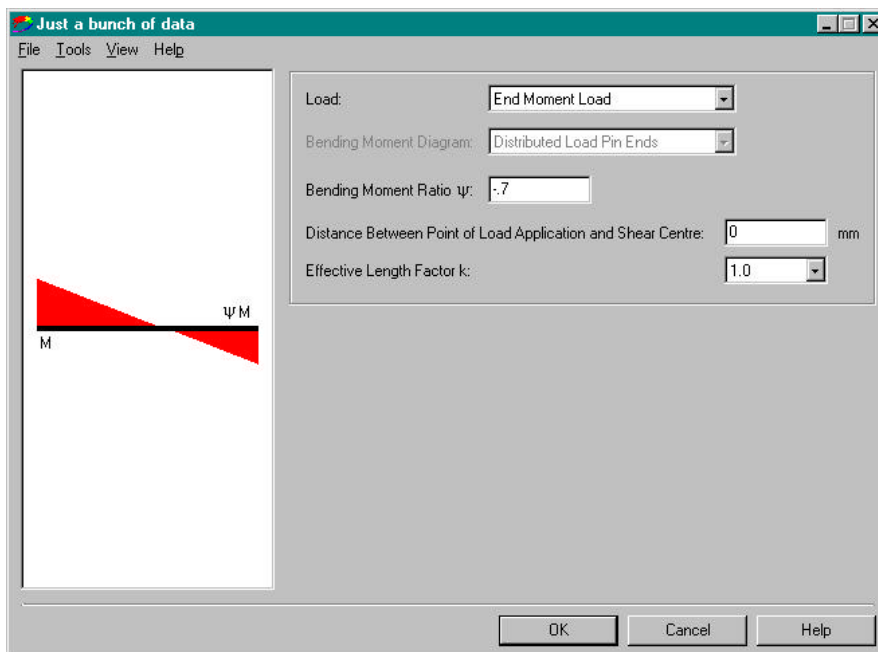 Just a bunch of data
File Tools View Help
Load: End Moment Load
Bending Moment Diagram: Distributed Load Pin Ends
Bending Moment Ratio ψ: -.7
Distance Between Point of Load Application and Shear Centre: 0 mm
Effective Length Factor k: 1.0
ψ M
M
OK Cancel Help